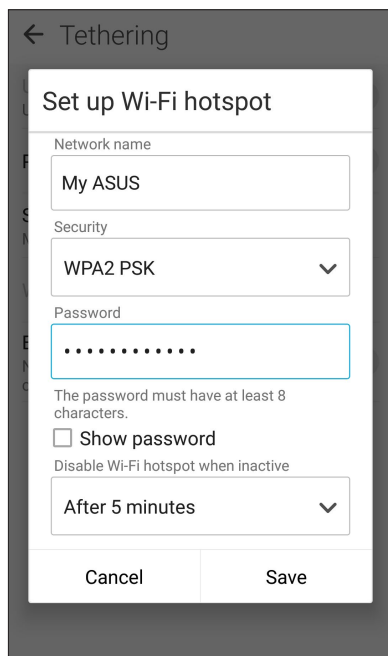 Tethering
Set up Wi-Fi hotspot
Network name
My ASUS
Security
WPA2 PSK
Password
••••••••••••
The password must have at least 8
characters.
Show password
Disable Wi-Fi hotspot when inactive
After 5 minutes
Cancel Save